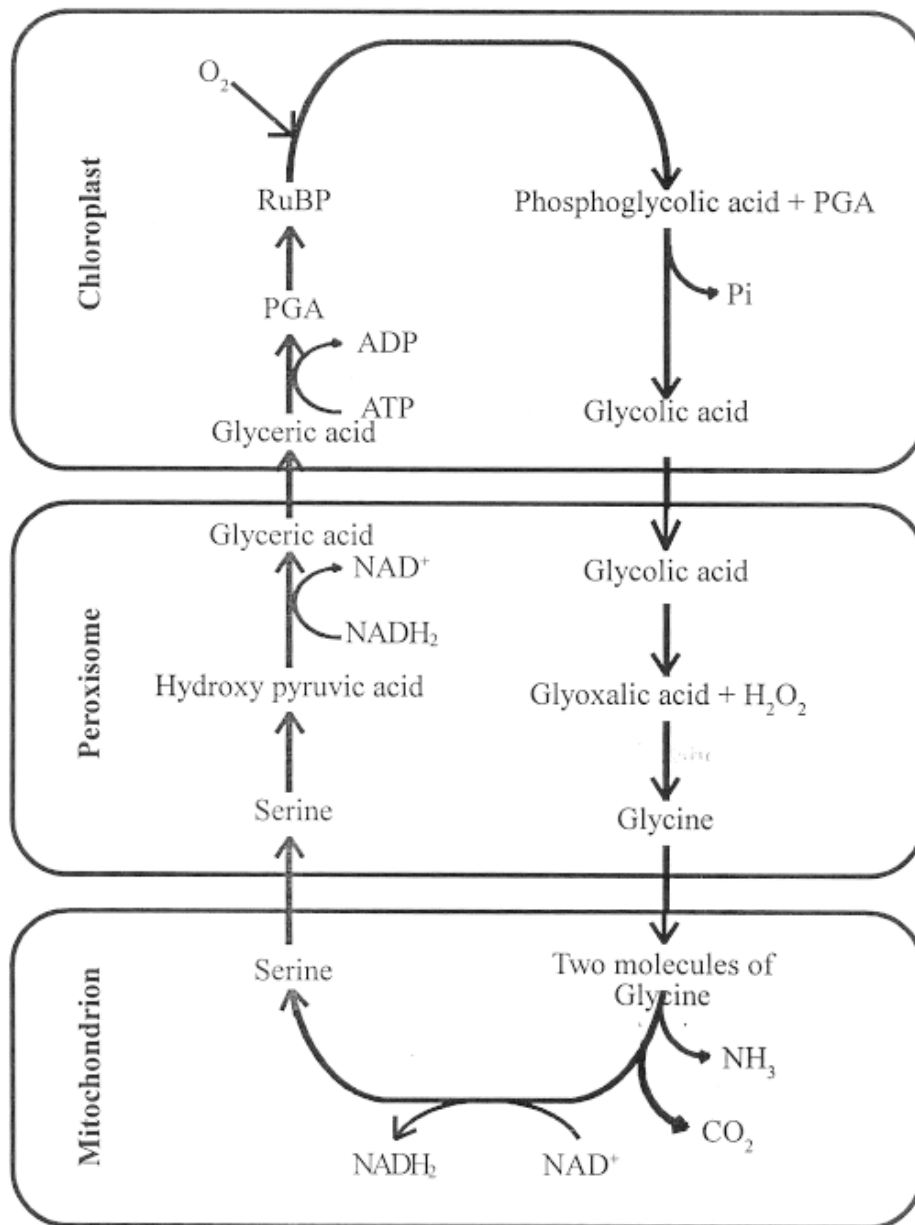 Chloroplast
O₂
RuBP
Phosphoglycolic acid + PGA
Pi
PGA
ADP
ATP
Glyceric acid
Glycolic acid
Peroxisome
Glyceric acid
NAD⁺
NADH₂
Glycolic acid
Hydroxy pyruvic acid
Glyoxalic acid + H₂O₂
Serine
Glycine
Mitochondrion
Serine
Two molecules of
Glycine
NH₃
CO₂
NADH₂
NAD⁺